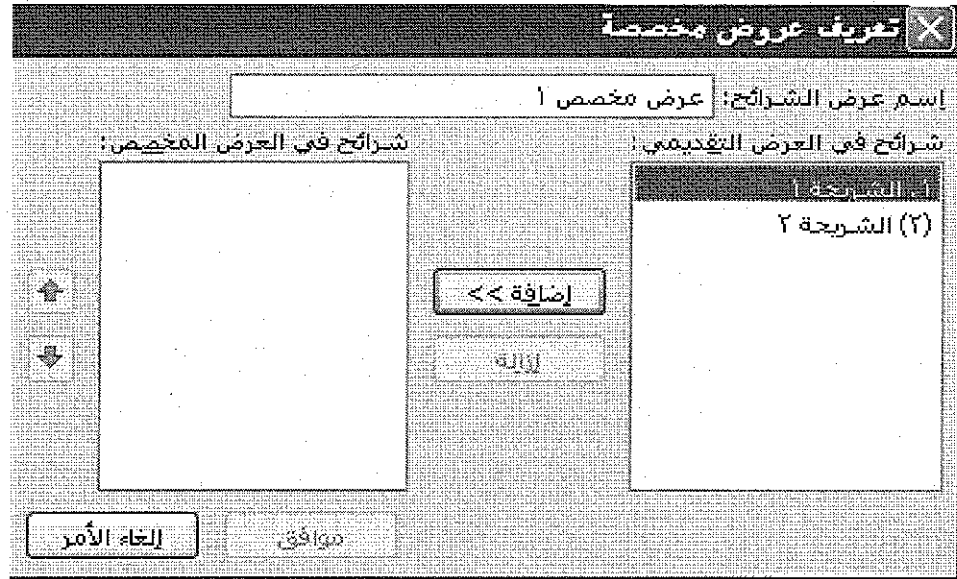 تعريف عروض مخصصة
إسم عرض الشرائح: عرض مخصص ١
شرائح في العرض التقديمي:
شرائح في العرض المخصص:
١. الشريحة ١
(٢) الشريحة ٢
إضافة >>
إزالة
موافق
إلغاء الأمر